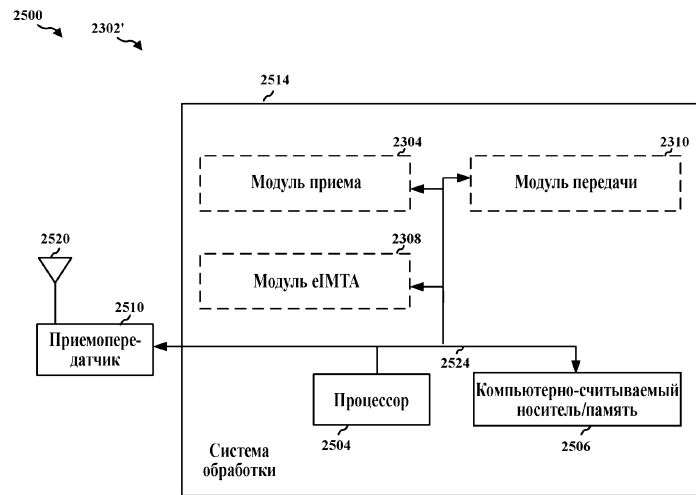 2500
2302'
2514
2304
Модуль приема
2310
Модуль передачи
2308
Модуль eIMTA
2520
2510
Приемопере-
датчик
2524
Процессор
2504
Компьютерно-считываемый
носитель/память
2506
Система
обработки